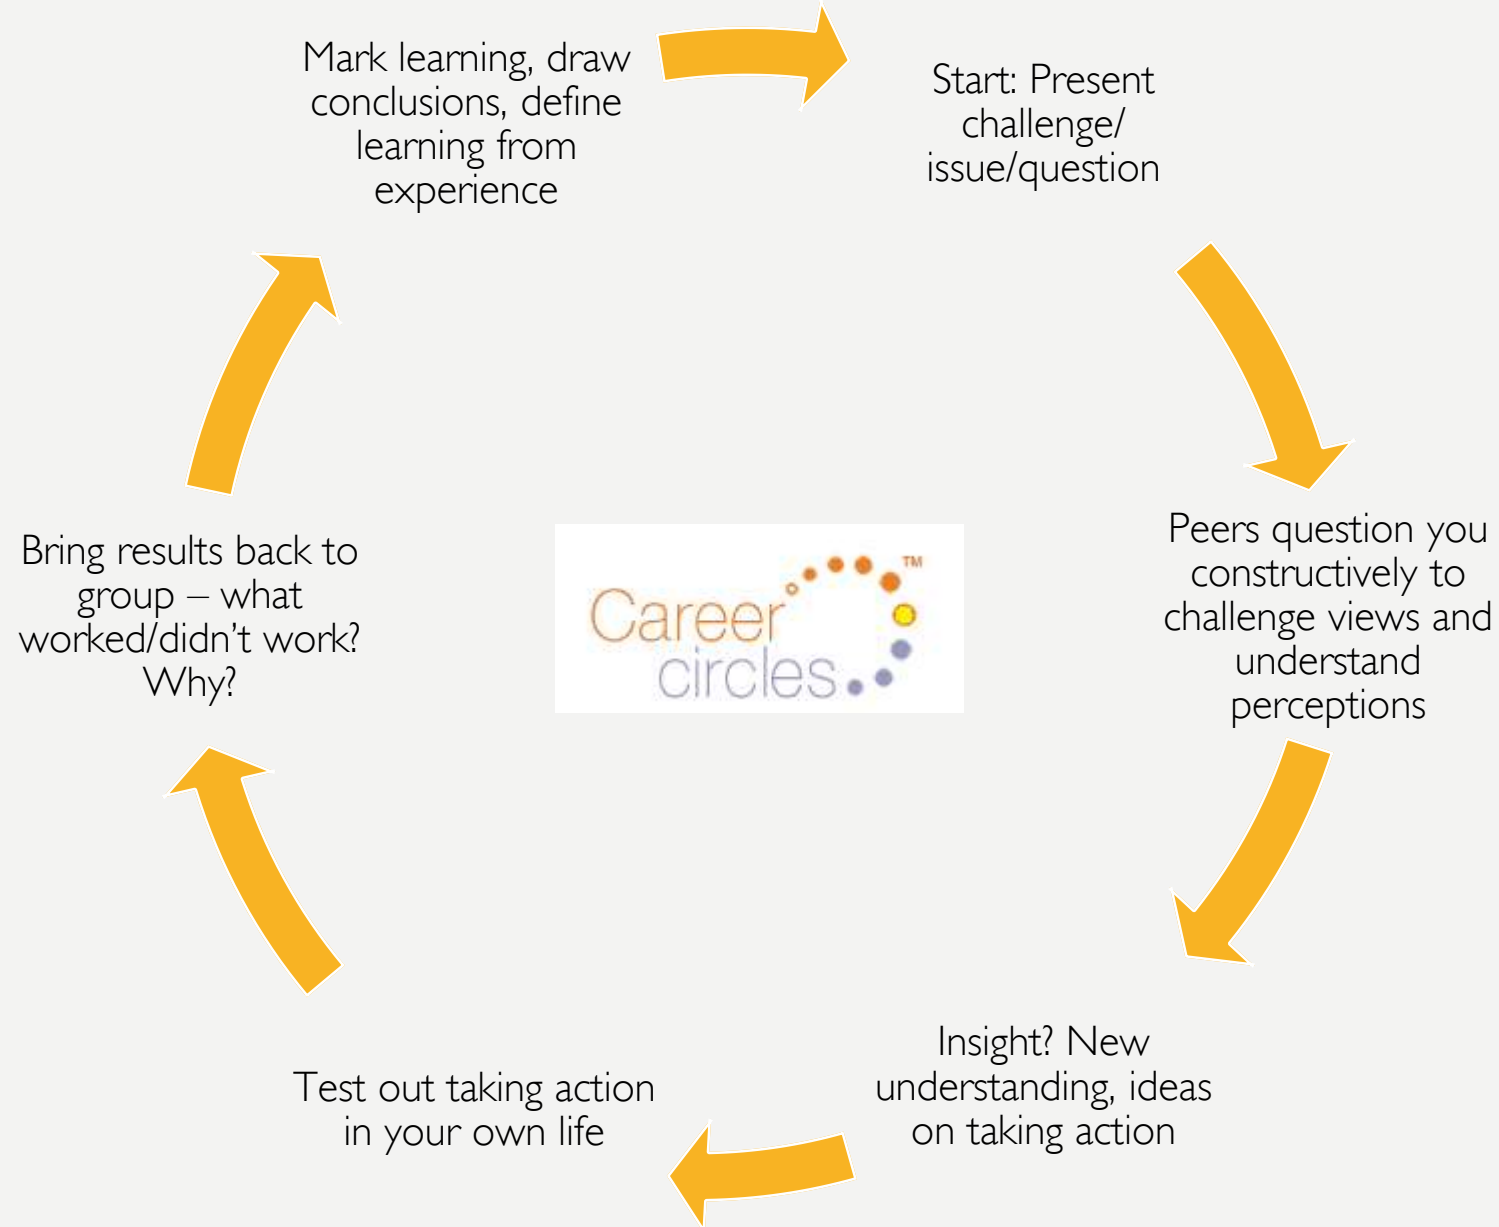 Start: Present
challenge/
issue/question
Peers question you
constructively to
challenge views and
understand
perceptions
Insight? New
understanding, ideas
on taking action
Test out taking action
in your own life
Bring results back to
group – what
worked/didn’t work?
Why?
Mark learning, draw
conclusions, define
learning from
experience
Career
circles
TM